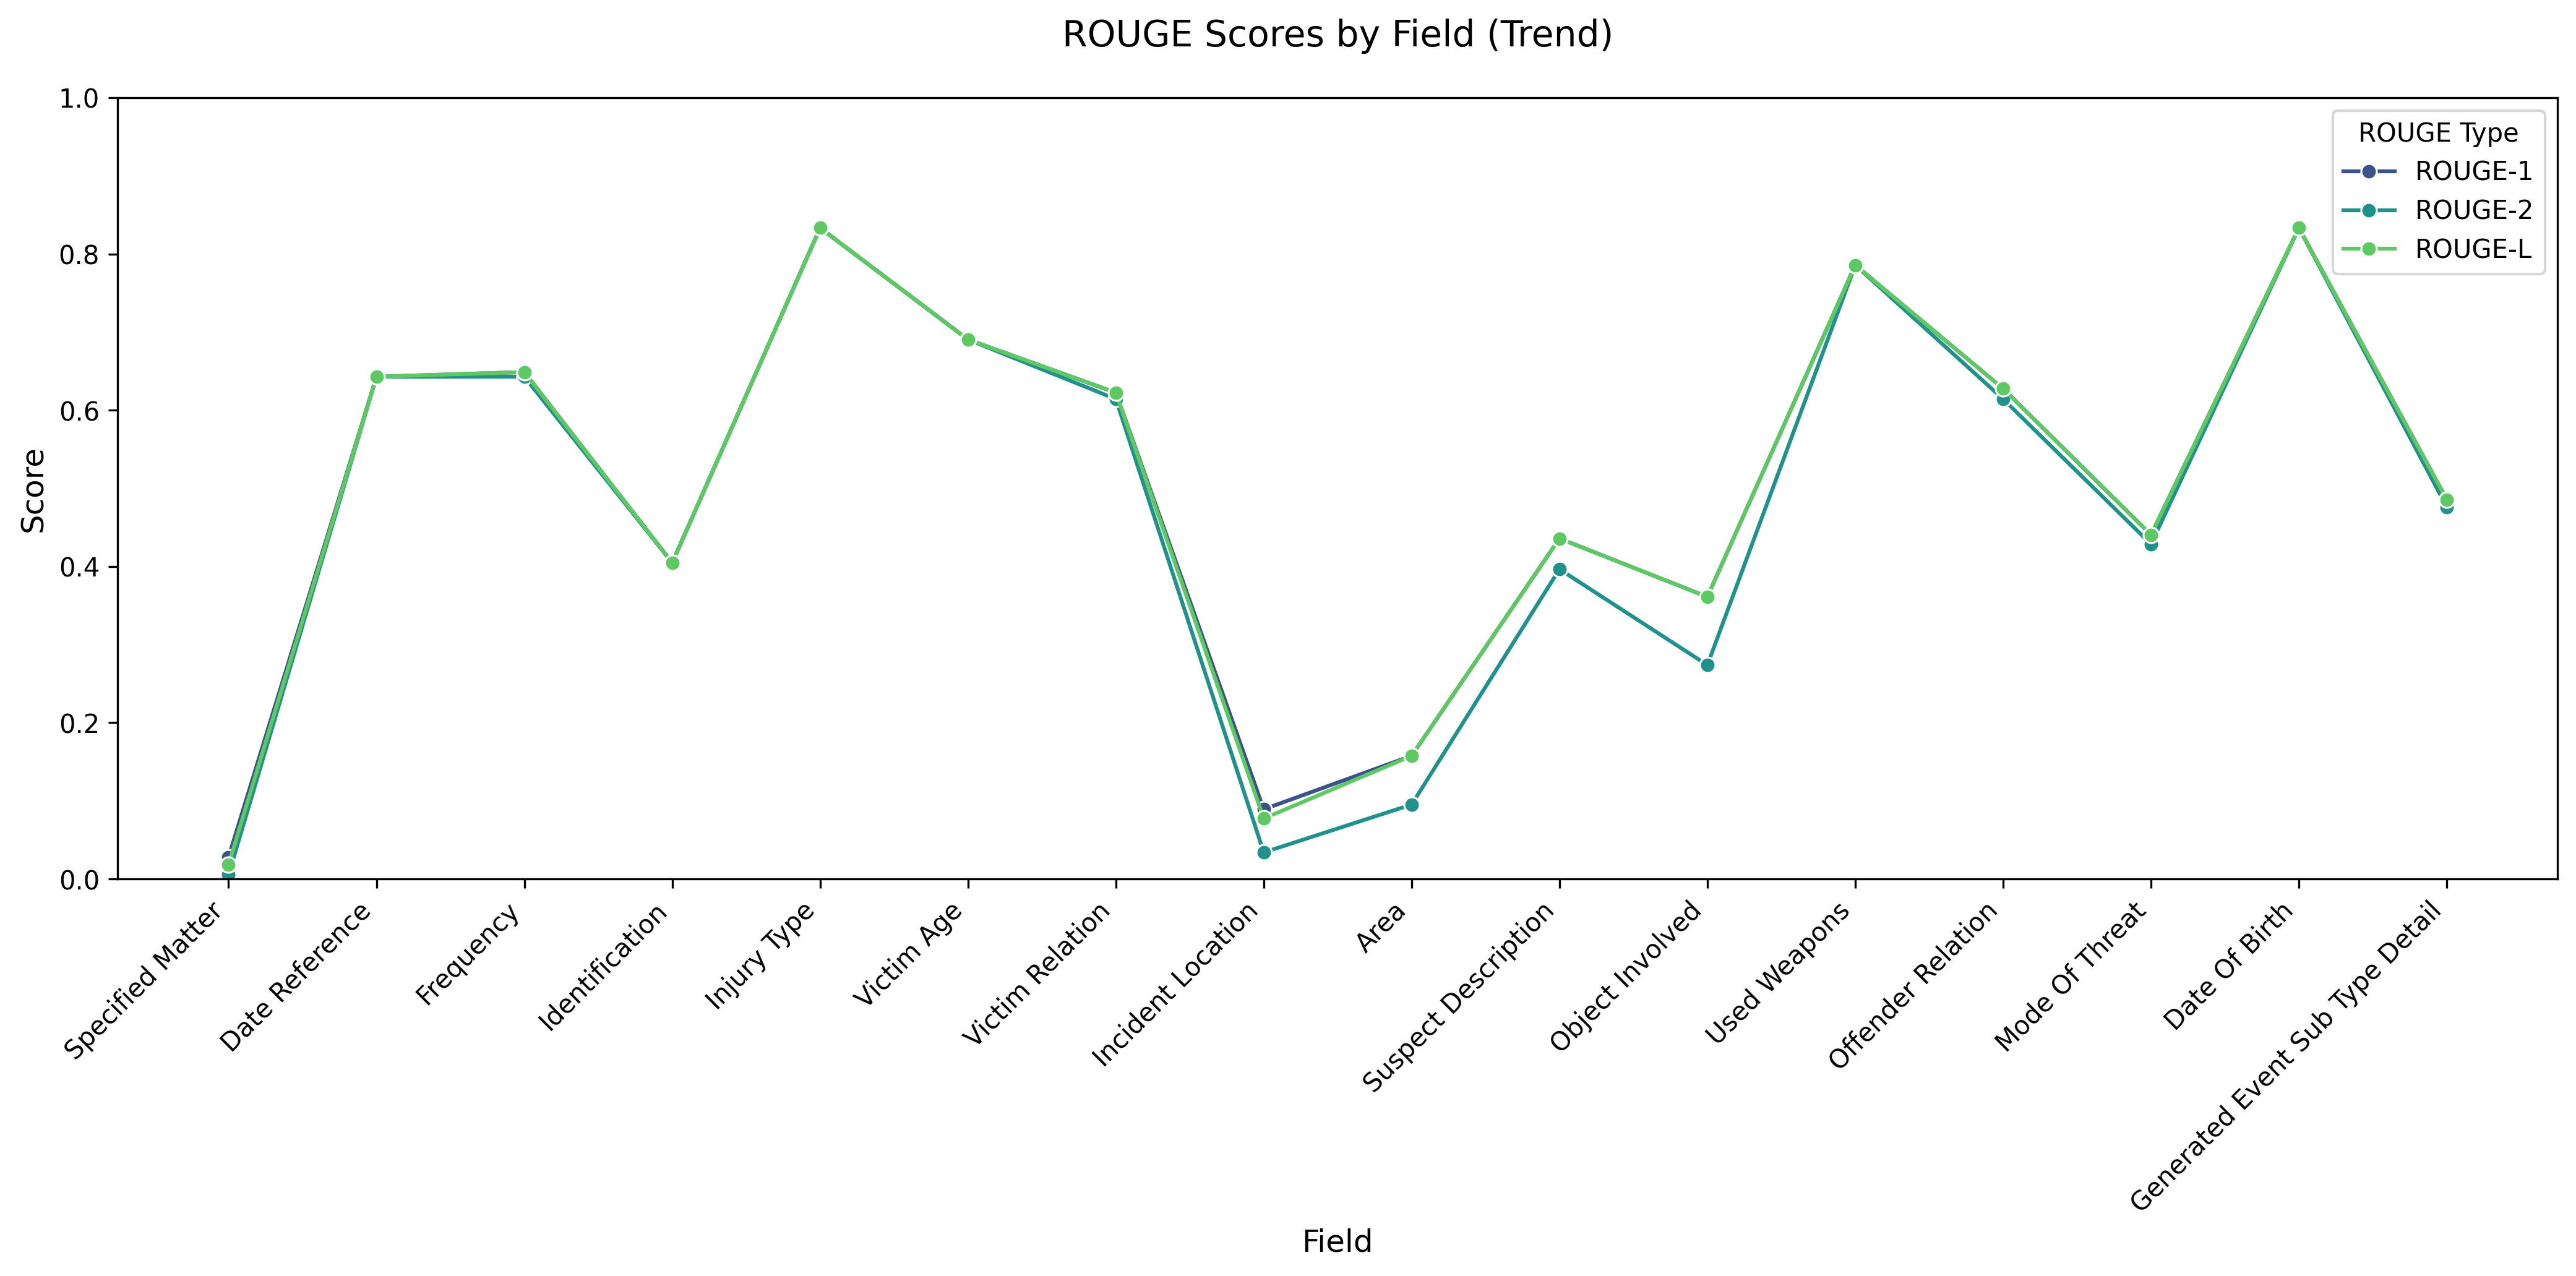 ROUGE Scores by Field (Trend)
1.0
0.8
0.6
0.4
0.2
0.0
Score
ROUGE Type
ROUGE-1
ROUGE-2
ROUGE-L
Specified Matter
Date Reference
Frequency
Identification
Injury Type
Victim Age
Victim Relation
Incident Location
Area
Suspect Description
Object Involved
Used Weapons
Offender Relation
Mode Of Threat
Date Of Birth
Generated Event Sub Type Detail
Field